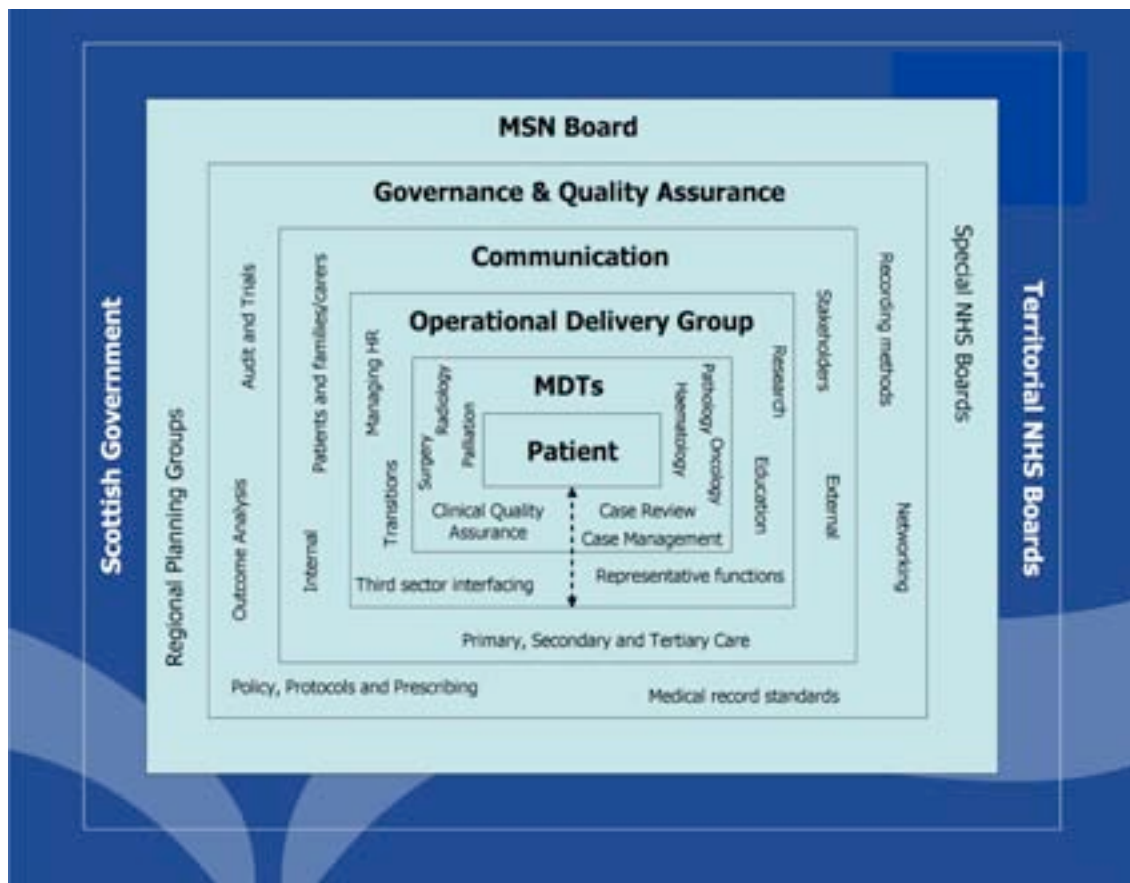 MSN Board
Governance & Quality Assurance
Communication
Operational Delivery Group
MDTs
Patient
Scottish Government
Regional Planning Groups
Audit and Trials
Outcome Analysis
Patients and families/carers
Internal
Managing HR
Transitions
Surgery
Radiology
Palliation
Pathology
Haematology
Oncology
Research
Education
Stakeholders
External
Recording methods
Networking
Special NHS Boards
Territorial NHS Boards
Clinical Quality
Assurance
Case Review
Case Management
Third sector interfacing
Representative functions
Primary, Secondary and Tertiary Care
Policy, Protocols and Prescribing
Medical record standards